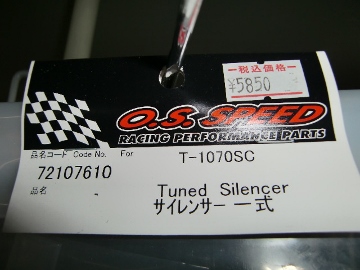 税込価格
¥5850
O.S. SPEED
RACING PERFORMANCE PARTS
品名コード Code No. For T-1070SC
72107610
品名 Tuned Silencer
サイレンサー 一式